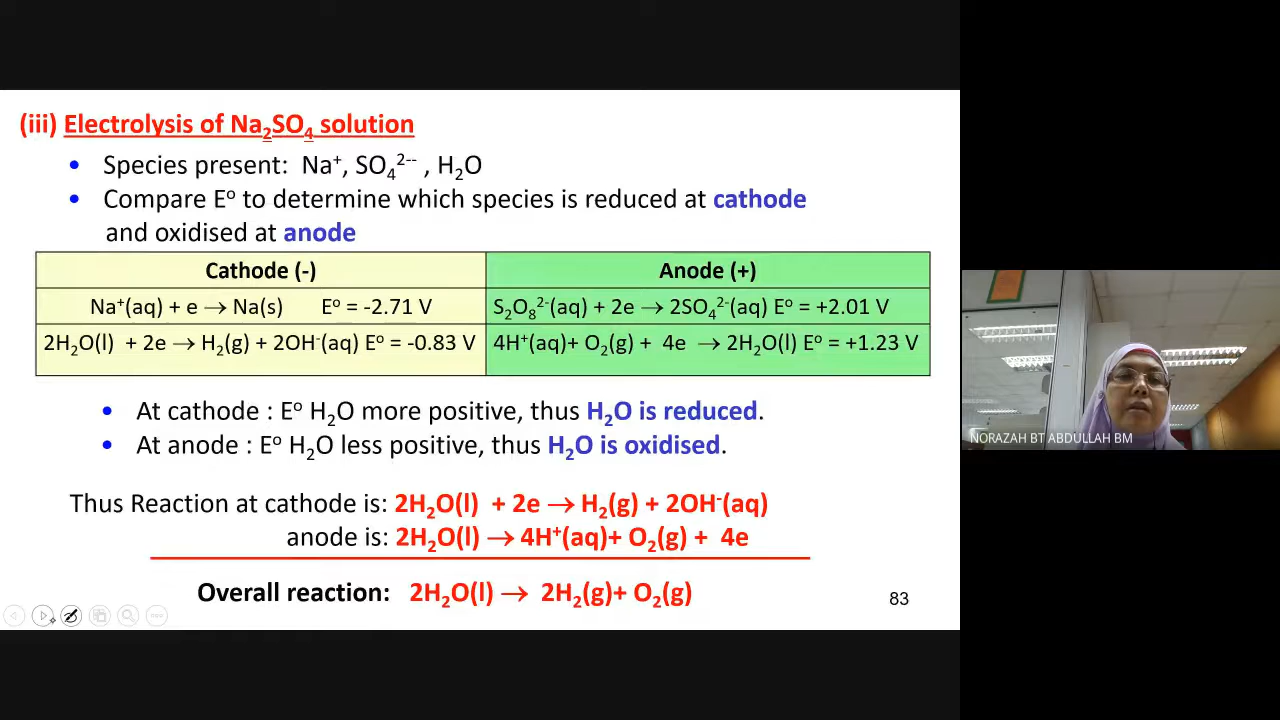 (iii) Electrolysis of Na₂SO₄ solution
• Species present: Na⁺, SO₄²⁻⁻ , H₂O
• Compare Eº to determine which species is reduced at cathode
and oxidised at anode
Cathode (-) Anode (+)
Na⁺(aq) + e → Na(s) Eº = -2.71 V S₂O₈²⁻(aq) + 2e → 2SO₄²⁻(aq) Eº = +2.01 V
2H₂O(l) + 2e → H₂(g) + 2OH⁻(aq) Eº = -0.83 V 4H⁺(aq)+ O₂(g) + 4e → 2H₂O(l) Eº = +1.23 V
• At cathode : Eº H₂O more positive, thus H₂O is reduced.
• At anode : Eº H₂O less positive, thus H₂O is oxidised.
Thus Reaction at cathode is: 2H₂O(l) + 2e → H₂(g) + 2OH⁻(aq)
anode is: 2H₂O(l) → 4H⁺(aq)+ O₂(g) + 4e
Overall reaction: 2H₂O(l) → 2H₂(g)+ O₂(g)
83
NORAZAH BT ABDULLAH BM